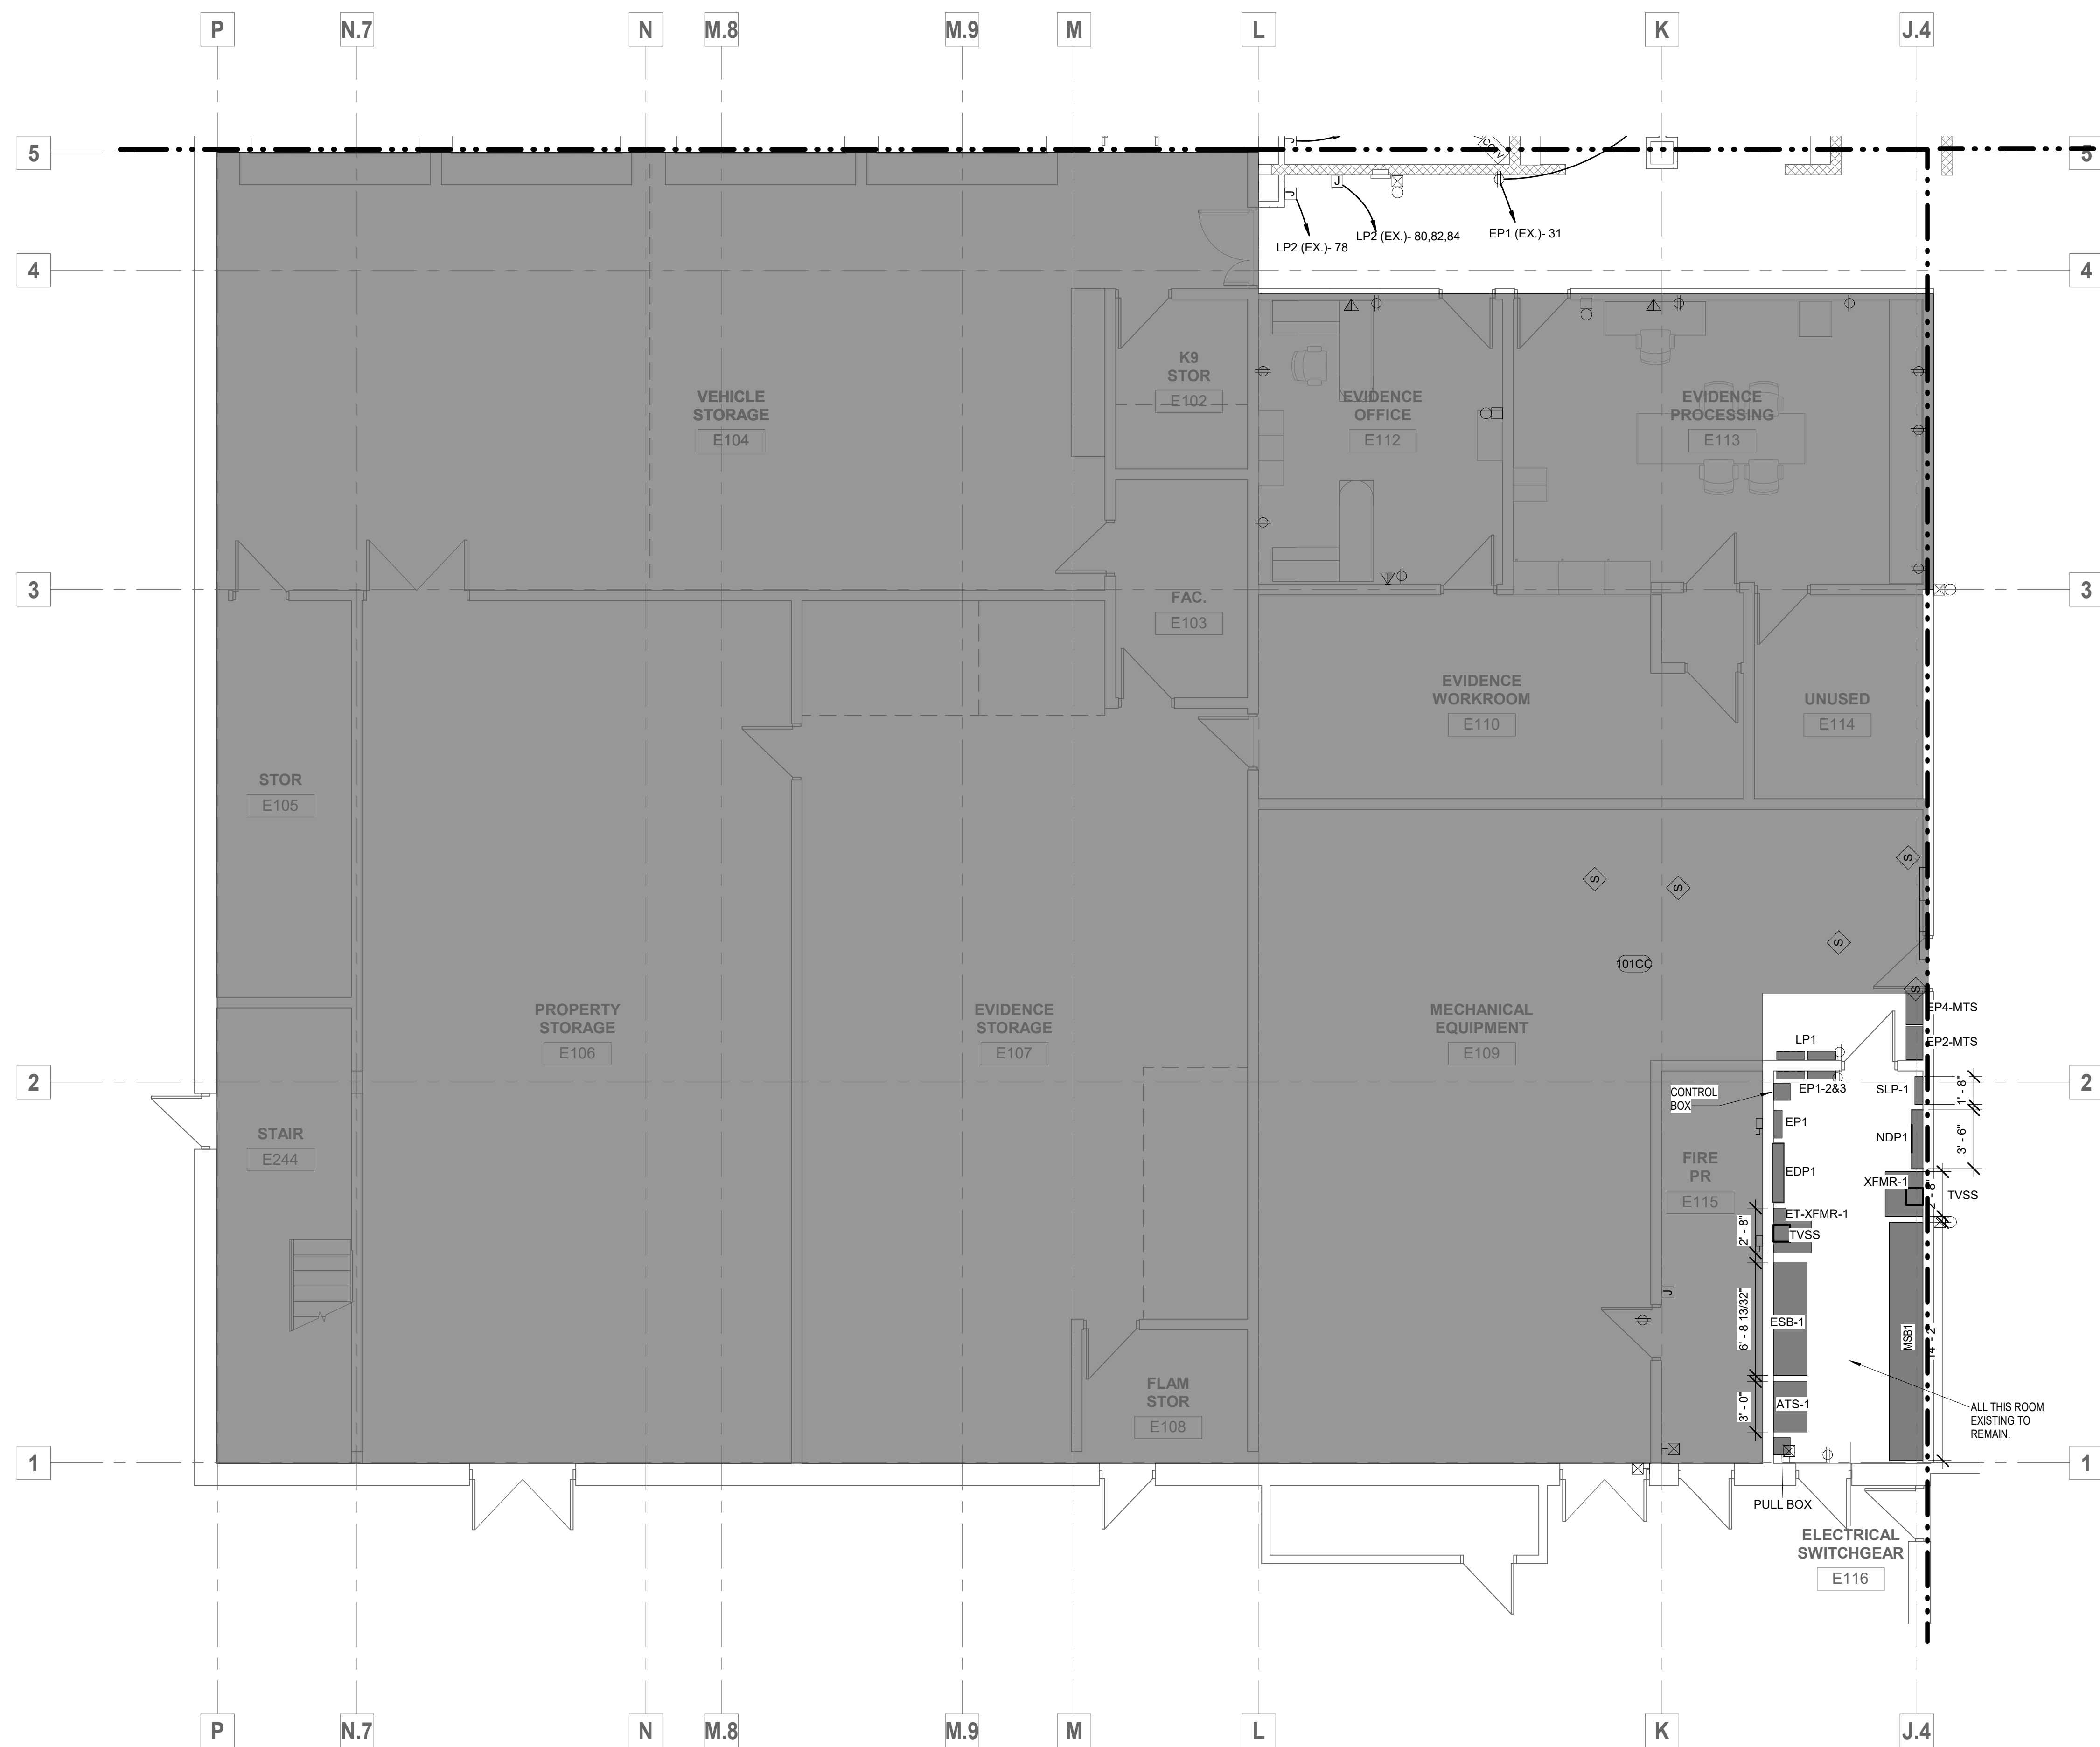 P N.7 N M.8 M.9 M L K J.4
5 5
J
J J
LP2 (EX.)- 78
LP2 (EX.)- 80,82,84
EP1 (EX.)- 31
4 4
K9
STOR
E102
VEHICLE
STORAGE
E104
EVIDENCE
OFFICE
E112
EVIDENCE
PROCESSING
E113
3 3
FAC.
E103
EVIDENCE
WORKROOM
E110
UNUSED
E114
STOR
E105
S
S
S
S
101CC
S
PROPERTY
STORAGE
E106
EVIDENCE
STORAGE
E107
MECHANICAL
EQUIPMENT
E109
EP4-MTS
EP2-MTS
LP1
2 2
CONTROL
BOX
EP1-2&3
SLP-1
1' - 8"
EP1
NDP1
3' - 6"
STAIR
E244
FIRE
PR
E115
EDP1
XFMR-1
2' - 8"
TVSS
ET-XFMR-1
TVSS
2' - 8"
J
6' - 8 13/32"
ESB-1
MSB1
14' - 2"
FLAM
STOR
E108
3' - 0"
ATS-1
ALL THIS ROOM
EXISTING TO
REMAIN.
1 1
PULL BOX
ELECTRICAL
SWITCHGEAR
E116
P N.7 N M.8 M.9 M L K J.4